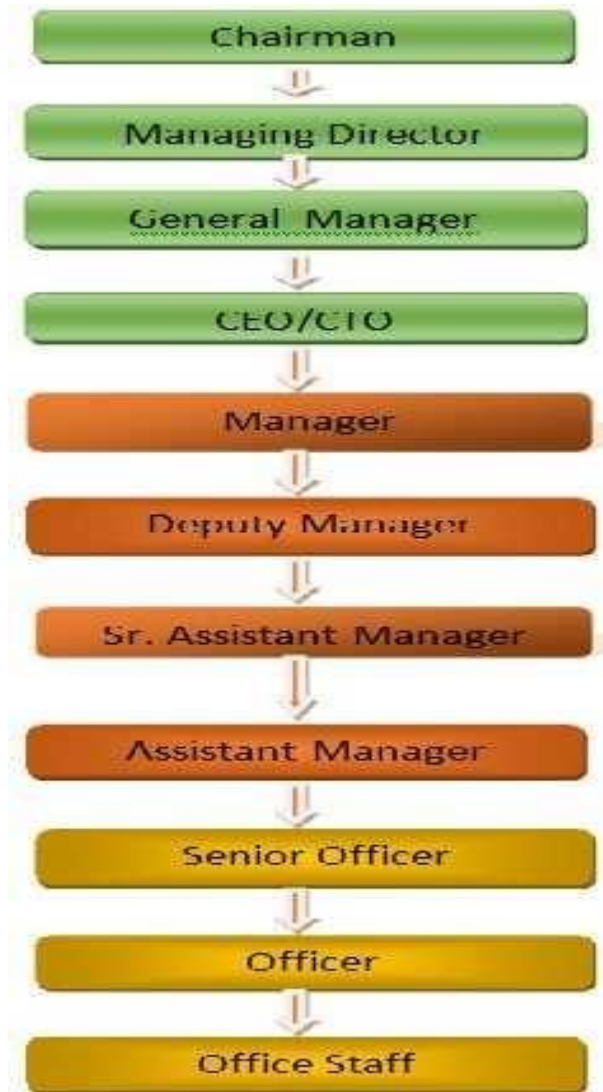 Chairman
Managing Director
General Manager
CEO/CTO
Manager
Deputy Manager
Sr. Assistant Manager
Assistant Manager
Senior Officer
Officer
Office Staff